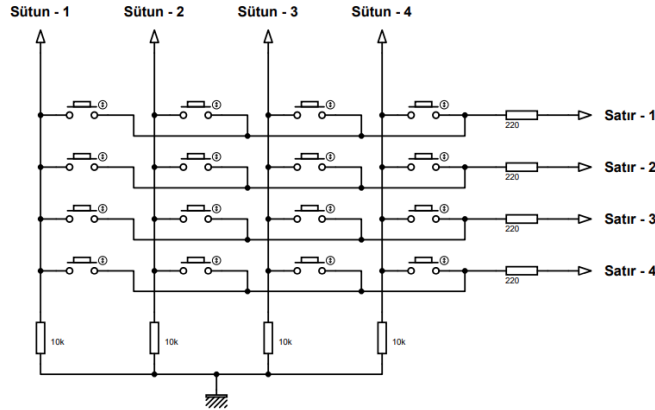 Sütun - 1 Sütun - 2 Sütun - 3 Sütun - 4
220 Satır - 1
220 Satır - 2
220 Satır - 3
220 Satır - 4
10k 10k 10k 10k